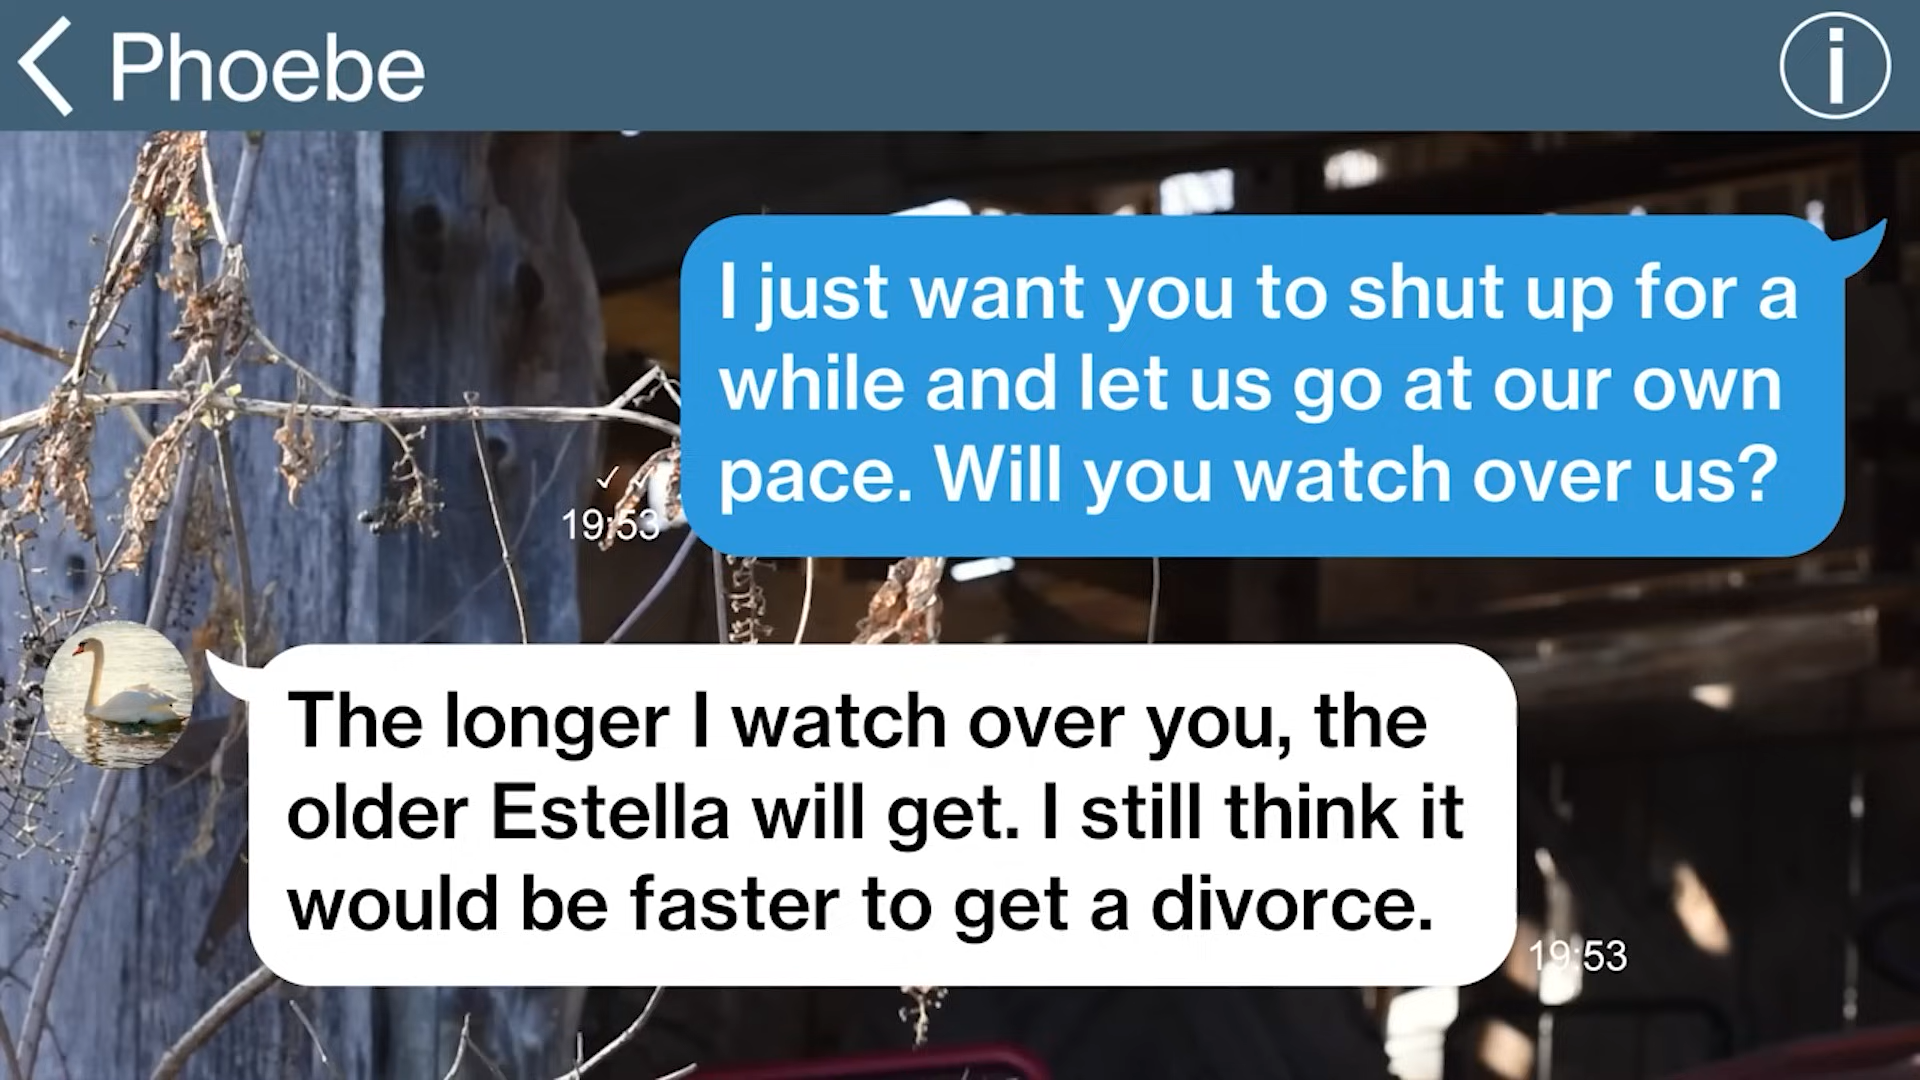 Phoebe
I just want you to shut up for a
while and let us go at our own
pace. Will you watch over us?
19:53
The longer I watch over you, the
older Estella will get. I still think it
would be faster to get a divorce.
19:53